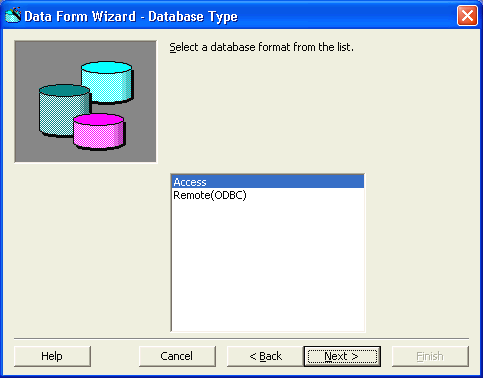 Data Form Wizard - Database Type
Select a database format from the list.
Access
Remote(ODBC)
Help
Cancel
< Back
Next >
Finish